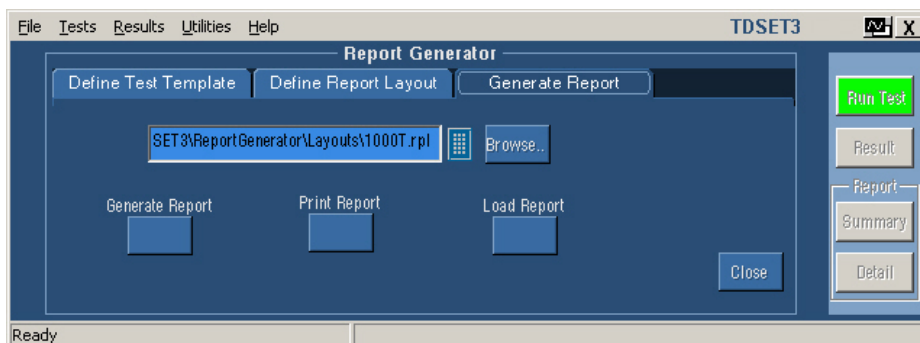 File Tests Results Utilities Help TDSET3 X
Report Generator
Define Test Template Define Report Layout Generate Report
Run Test
SET3\ReportGenerator\Layouts\1000T.rpl Browse..
Result
Report
Generate Report Print Report Load Report
Summary
Close Detail
Ready